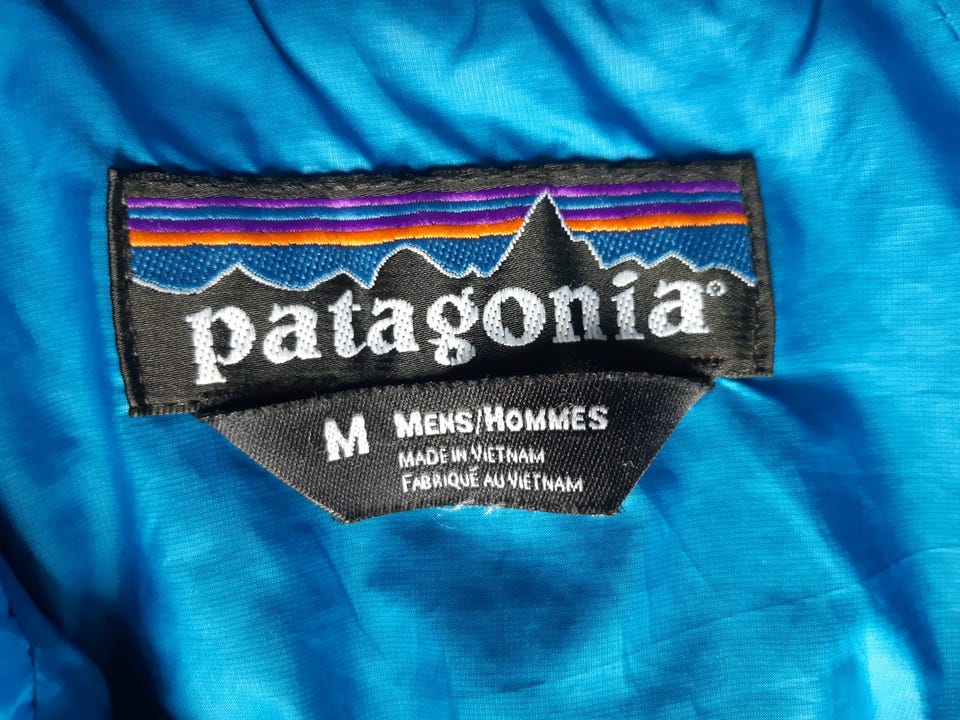 patagonia®
M MENS/HOMMES
MADE IN VIETNAM
FABRIQUÉ AU VIETNAM